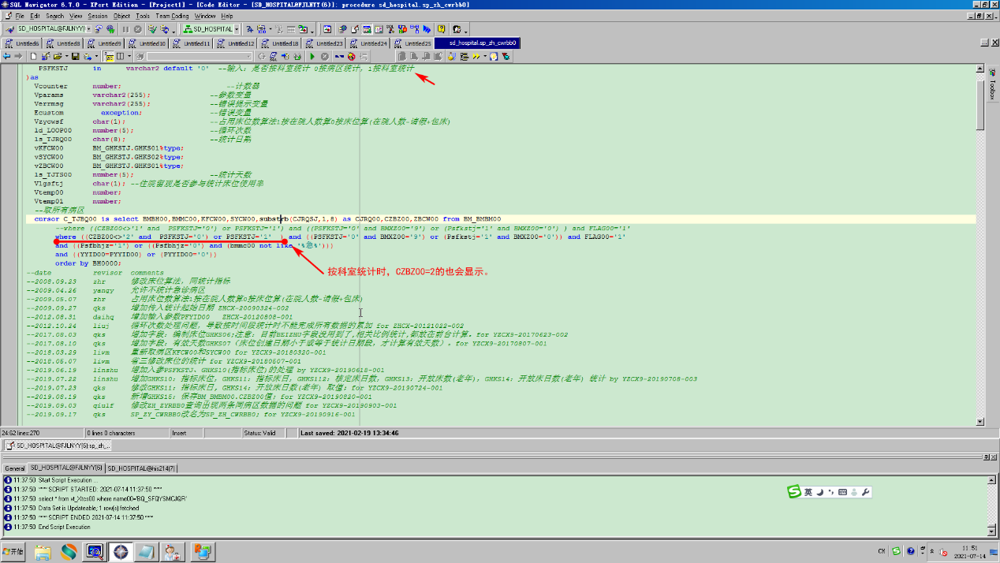 SQL Navigator 6.7.0 - XPert Edition - [Project1] - [Code Editor - [SD_HOSPITAL@FJLNYY(6)]: procedure sd_hospital.sp_zh_cwrbb0]
File Edit Search View Session Object Tools Team Coding Window Help
SD_HOSPITAL@FJLNYY( SD_HOSPITAL
Untitled6 Untitled8 Untitled9 Untitled10 Untitled11 Untitled12 Untitled16 Untitled18 Untitled23 Untitled24 Untitled25 sd_hospital.sp_zh_cwrbb0
Toolbox
PSFKSTJ in varchar2 default '0' --输入: 是否按科室统计 0按病区统计, 1按科室统计
)as
Vcounter number; --计数器
Vparams varchar2(255); --参数变量
Verrmsg varchar2(255); --错误提示变量
Ecustom exception; --错误变量
Vzycwsf char(1); --占用床位数算法1按在院人数算0按床位算(在院人数-请假+包床)
ld_LOOP00 number(5); --循环次数
ls_TJRQ00 char(8); --统计日期
vKFCW00 BM_GHKSTJ.GHKS01%type;
vSYCW00 BM_GHKSTJ.GHKS02%type;
vZBCW00 BM_GHKSTJ.GHKS01%type;
ls_TJTS00 number(5); --统计天数
Vlgsftj char(1); --住院留观是否参与统计床位使用率
Vtemp00 number;
Vtemp01 number;
--取所有病区
cursor C_TJBQ00 is select BMBH00,BMMC00,KFCW00,SYCW00,substrb(CJRQSJ,1,8) as CJRQ00,CZBZ00,ZBCW00 from BM_BMBM00
--where ((CZBZ00<>'1' and PSFKSTJ='0') or PSFKSTJ='1') and ((PSFKSTJ='0' and BMXZ00='9') or (Psfkstj='1' and BMXZ00='0') ) and FLAG00='1'
where ((CZBZ00<>'2' and PSFKSTJ='0') or PSFKSTJ='1' ) and ((PSFKSTJ='0' and BMXZ00='9' or (Psfkstj='1' and BMXZ00='0')) and FLAG00='1'
and ((Psfbhjz='1') or ((Psfbhjz='0') and (bmmc00 not like '%急%')))
and ((YYID00=PYYID00) or (PYYID00='0'))
order by BH0000;
按科室统计时, CZBZ00=2的也会显示。
--date revisor comments
--2008.09.23 zhr 修改床位算法, 同统计指标
--2009.04.26 yangy 允许不统计急诊病区
--2009.05.07 zhr 占用床位数算法1按在院人数算0按床位算(在院人数-请假+包床)
--2009.09.27 qks 增加传入统计起始日期 ZHCX-20090324-002
--2012.08.31 daihq 增加输入参数PFYID00 ZHCX-20120808-001
--2012.10.24 liuj 循环次数处理问题, 导致按时间段统计时不能完成所有数据的累加 for ZHCX-20121022-002
--2017.08.03 qks 增加字段: 编制床位GHKS06;注意: 目前BEIZHU字段没用到了,相关比例统计,都放在前台计算。for YZCX9-20170623-002
--2017.08.10 qks 增加字段: 有效天数GHKS07 (床位创建日期小于或等于统计日期段, 才计算有效天数) 。for YZCX9-20170807-001
--2018.03.29 liwm 重新取病区KFCW00和SYCW00 for YZCX9-20180320-001
--2018.05.07 liwm 省三修改床位的统计 for YZCX9-20180507-001
--2019.06.19 linshu 增加入参PSFKSTJ、GHKS10(指标床位)的处理 by YZCX9-20190618-001
--2019.07.22 linshu 增加GHKS10: 指标床位, GHKS11: 指标床日, GHKS112: 核定床日数, GHKS13: 开放床数(老年), GHKS14: 开放床日数(老年) 统计 by YZCX9-20190708-003
--2019.07.23 qks 修改GHKS11: 指标床日, GHKS14: 开放床日数(老年) 取值; for YZCX9-20190724-001
--2019.08.19 qks 新增GHKS15: 保存BM_BMBM00.CZBZ00值; for YZCX9-20190820-001
--2019.09.03 qiulf 修改ZH_ZYRBB0查询出现两条同病区数据的问题 for YZCX9-20190903-001
--2019.09.17 qks SP_ZY_CWRBB0改名为SP_ZH_CWRBB0; for YZCX9-20190916-001
24:62 lines:270 0 lines 0 characters Insert Status: Valid Last saved: 2021-02-19 13:34:46
SD_HOSPITAL@FJLNYY(6):sp_zh_...
General SD_HOSPITAL@FJLNYY(6) SD_HOSPITAL@his214(7)
11:37:50 Start Script Execution ...
11:37:50 *** SCRIPT STARTED: 2021-07-14 11:37:50 ***
11:37:50 select * from xt_Xtcs00 where name00='BQ_SFQYSMCJQR'
11:37:50 Data Set is Updateable; 1 row(s) fetched
11:37:50 *** SCRIPT ENDED 2021-07-14 11:37:50 ***
11:37:50 End Script Execution
英
开始
CH
11:51
2021-07-14